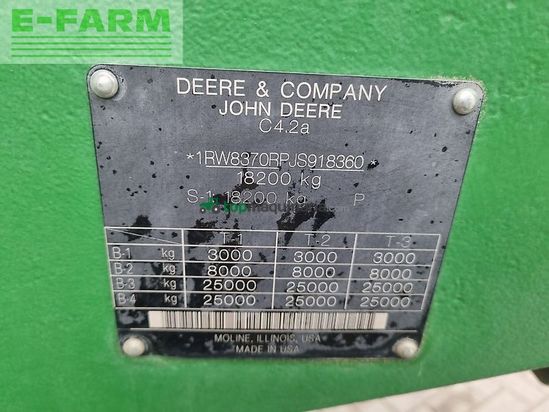 E-FARM
DEERE & COMPANY
JOHN DEERE
C4.2a
*1RW8370RPJS918360*
18200 kg
S-1 18200 kg P
T-1 T-2 T-3
B-1 kg 3000 3000 3000
B-2 kg 8000 8000 8000
B-3 kg 25000 25000 25000
B-4 kg 25000 25000 25000
MOLINE, ILLINOIS, USA
MADE IN USA